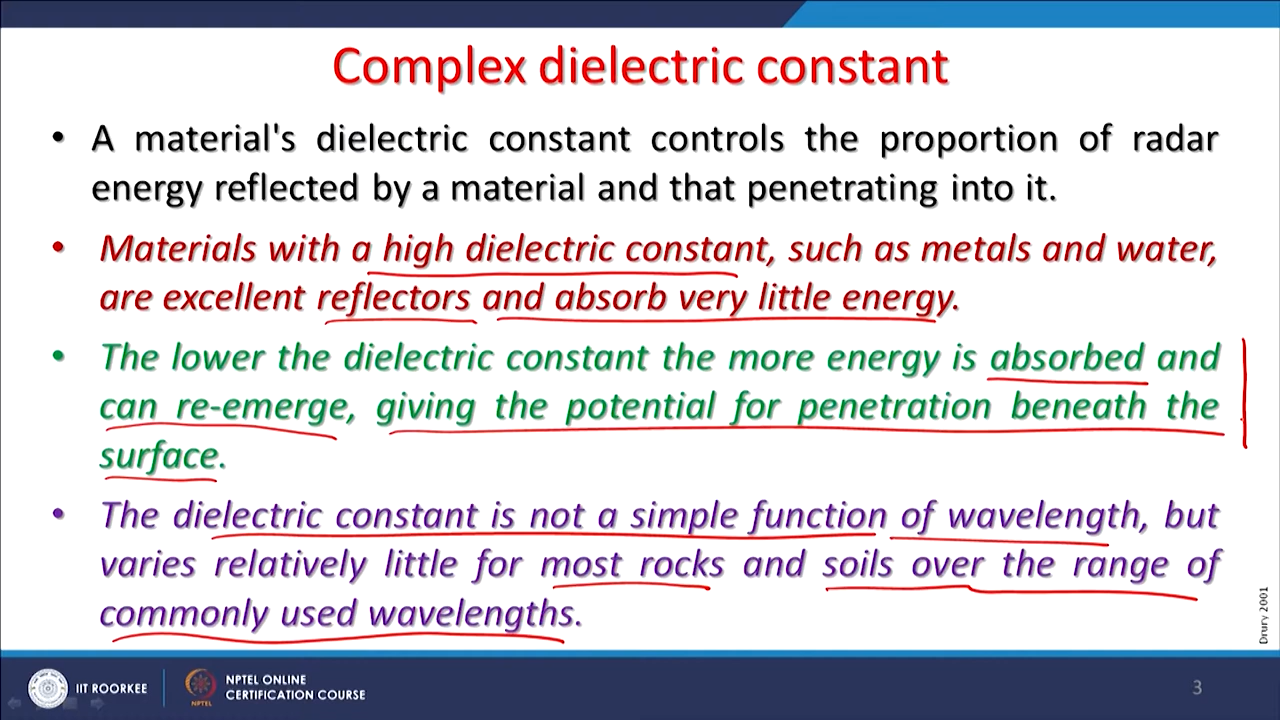 Complex dielectric constant
• A material's dielectric constant controls the proportion of radar
energy reflected by a material and that penetrating into it.
• Materials with a high dielectric constant, such as metals and water,
are excellent reflectors and absorb very little energy.
• The lower the dielectric constant the more energy is absorbed and
can re-emerge, giving the potential for penetration beneath the
surface.
• The dielectric constant is not a simple function of wavelength, but
varies relatively little for most rocks and soils over the range of
commonly used wavelengths.
Drury 2001
IIT ROORKEE
NPTEL
NPTEL ONLINE
CERTIFICATION COURSE
3